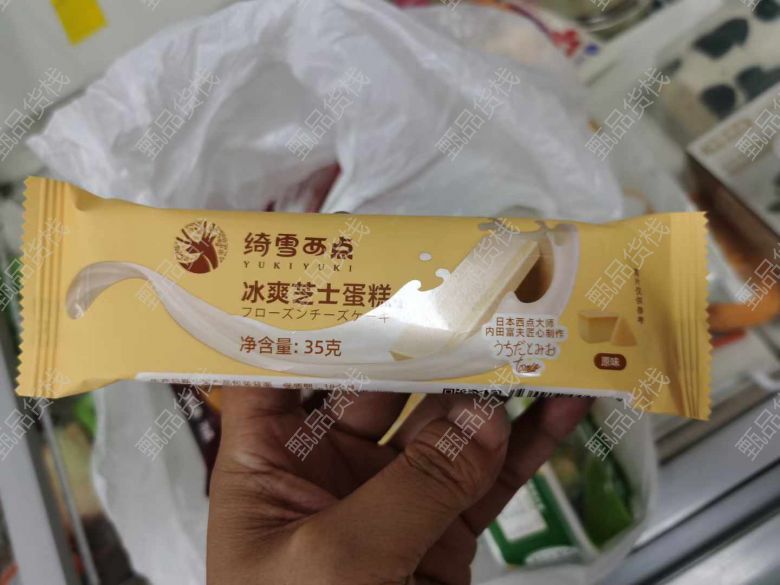 绮雪西点
YUKIYUKI
冰爽芝士蛋糕
フローズンチーズケーキ
净含量: 35克
日本西点大师
内田富夫匠心制作
うちだとみお
原味
甄品货栈